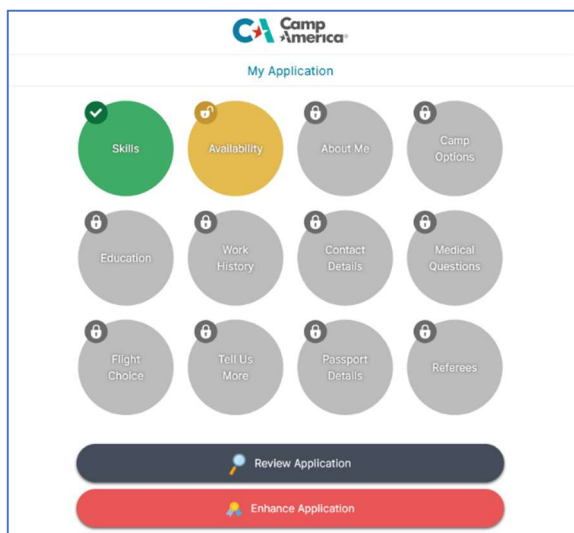 CA Camp
America
My Application
Skills
Availability
About Me
Camp
Options
Education
Work
History
Contact
Details
Medical
Questions
Flight
Choice
Tell Us
More
Passport
Details
Referees
Review Application
Enhance Application